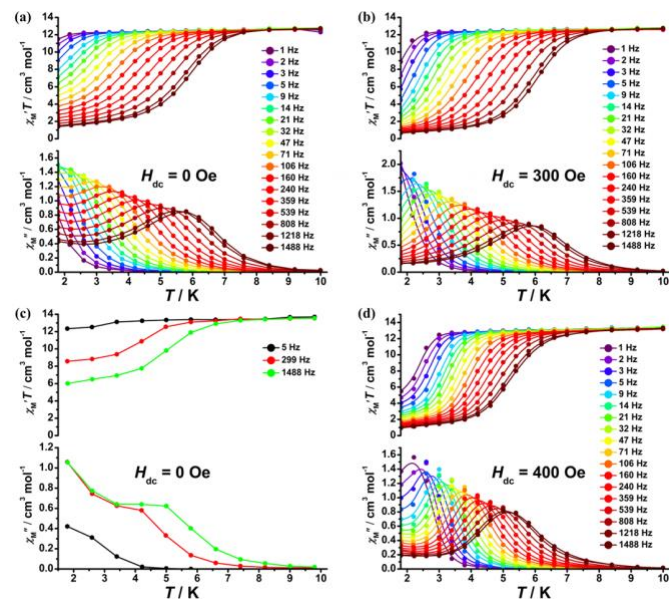 (a)
14
12
10
8
6
4
2
0
χM'T / cm³ mol⁻¹
1 Hz
2 Hz
3 Hz
5 Hz
9 Hz
14 Hz
21 Hz
32 Hz
47 Hz
71 Hz
106 Hz
160 Hz
240 Hz
359 Hz
539 Hz
808 Hz
1218 Hz
1488 Hz
1.6
1.4
1.2
1.0
0.8
0.6
0.4
0.2
0.0
χM'' / cm³ mol⁻¹
Hdc = 0 Oe
2 3 4 5 6 7 8 9 10
T / K
(b)
14
12
10
8
6
4
2
0
χM'T / cm³ mol⁻¹
1 Hz
2 Hz
3 Hz
5 Hz
9 Hz
14 Hz
21 Hz
32 Hz
47 Hz
71 Hz
106 Hz
160 Hz
240 Hz
359 Hz
539 Hz
808 Hz
1218 Hz
1488 Hz
2.0
1.5
1.0
0.5
0.0
χM'' / cm³ mol⁻¹
Hdc = 300 Oe
2 3 4 5 6 7 8 9 10
T / K
(c)
14
12
10
8
6
4
2
0
χM'T / cm³ mol⁻¹
5 Hz
299 Hz
1488 Hz
1.4
1.2
1.0
0.8
0.6
0.4
0.2
0.0
χM'' / cm³ mol⁻¹
Hdc = 0 Oe
2 3 4 5 6 7 8 9 10
T / K
(d)
14
12
10
8
6
4
2
0
χM'T / cm³ mol⁻¹
1 Hz
2 Hz
3 Hz
5 Hz
9 Hz
14 Hz
21 Hz
32 Hz
47 Hz
71 Hz
106 Hz
160 Hz
240 Hz
359 Hz
539 Hz
808 Hz
1218 Hz
1488 Hz
1.6
1.4
1.2
1.0
0.8
0.6
0.4
0.2
0.0
χM'' / cm³ mol⁻¹
Hdc = 400 Oe
2 3 4 5 6 7 8 9 10
T / K